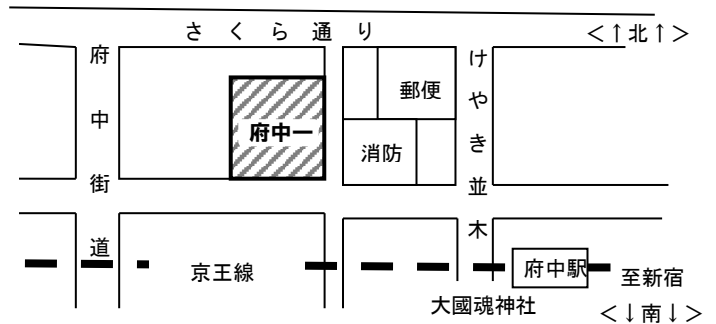 さくら通り
<↑北↑>
府中街道
けやき並木
郵便
府中一
消防
京王線
府中駅
至新宿
大國魂神社
<↓南↓>